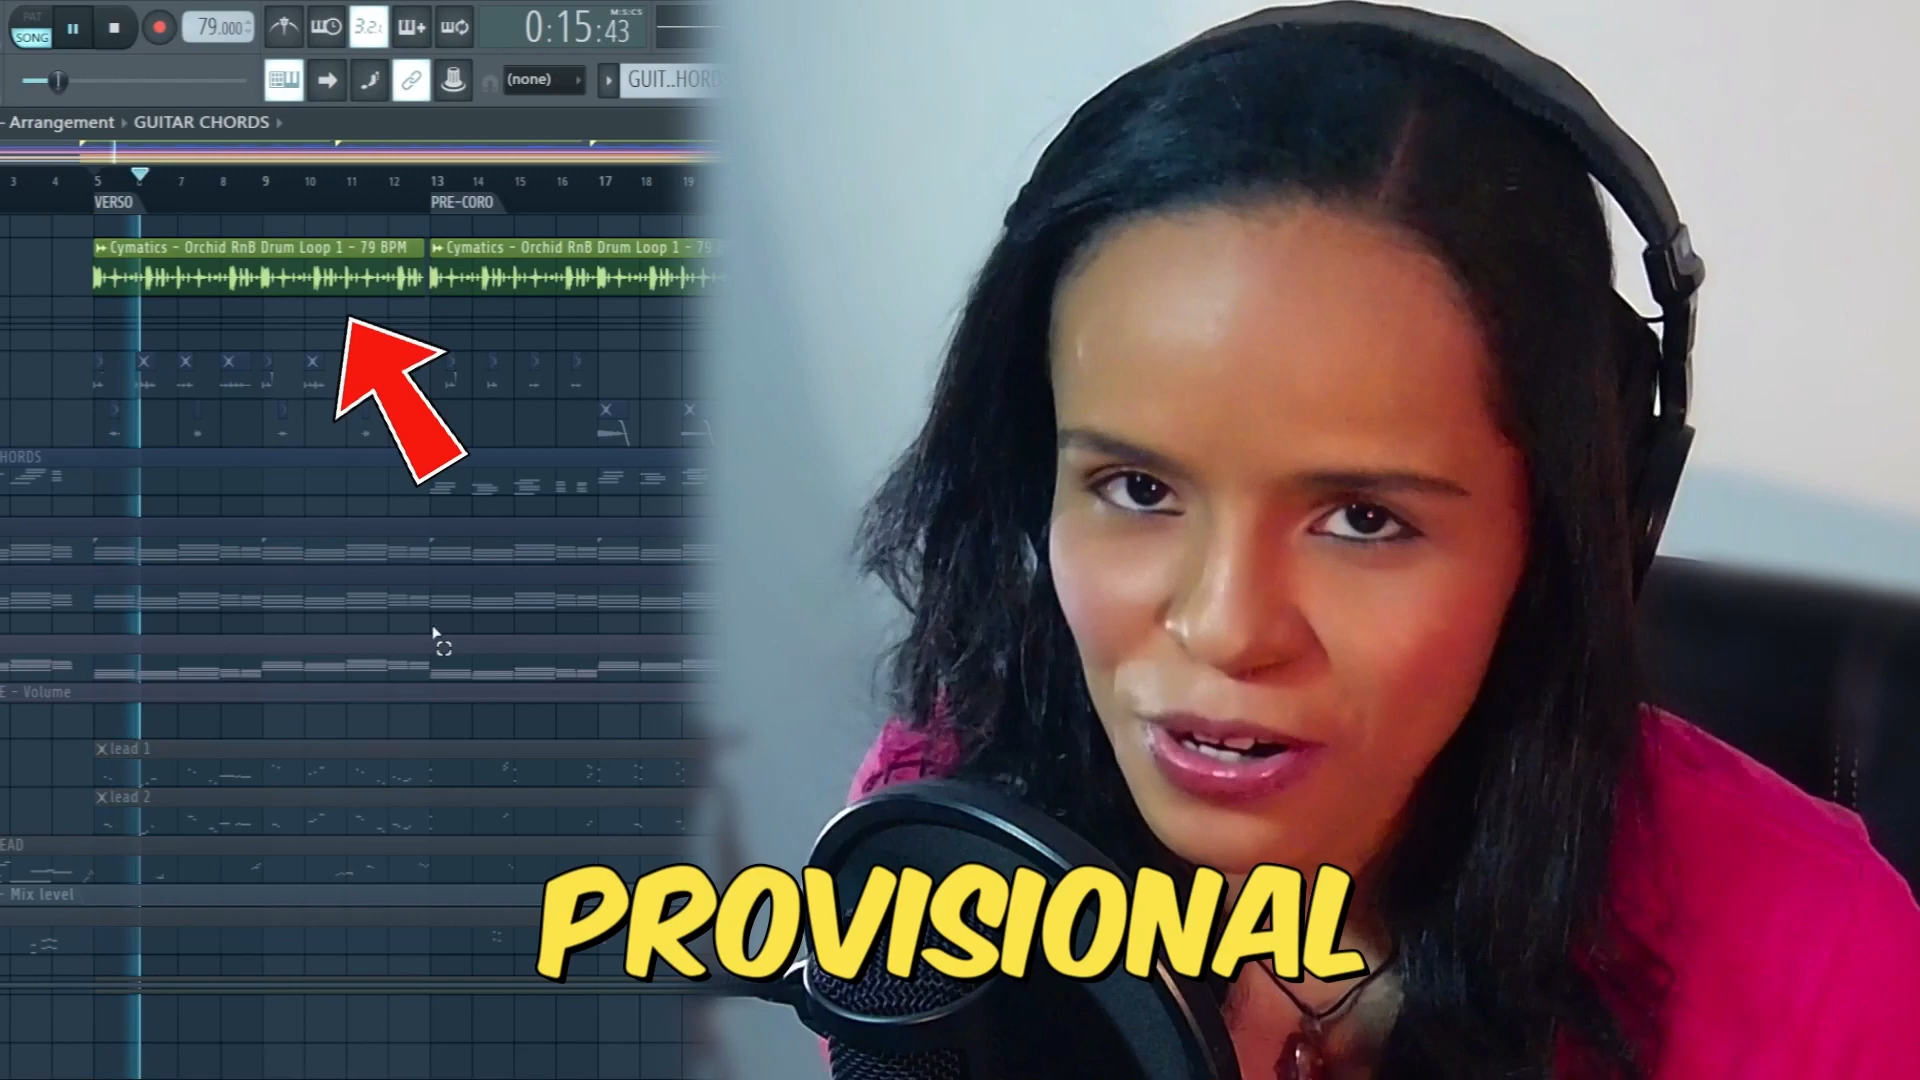 PAT
SONG
79.000
3.2.
0:15:43
M:S:CS
(none)
GUIT..HORD
- Arrangement ▸ GUITAR CHORDS ▸
3 4 5 6 7 8 9 10 11 12 13 14 15 16 17 18 19
VERSO
PRE-CORO
Cymatics - Orchid RnB Drum Loop 1 - 79 BPM
Cymatics - Orchid RnB Drum Loop 1 - 79 B
HORDS
E - Volume
lead 1
lead 2
EAD
- Mix level
PROVISIONAL